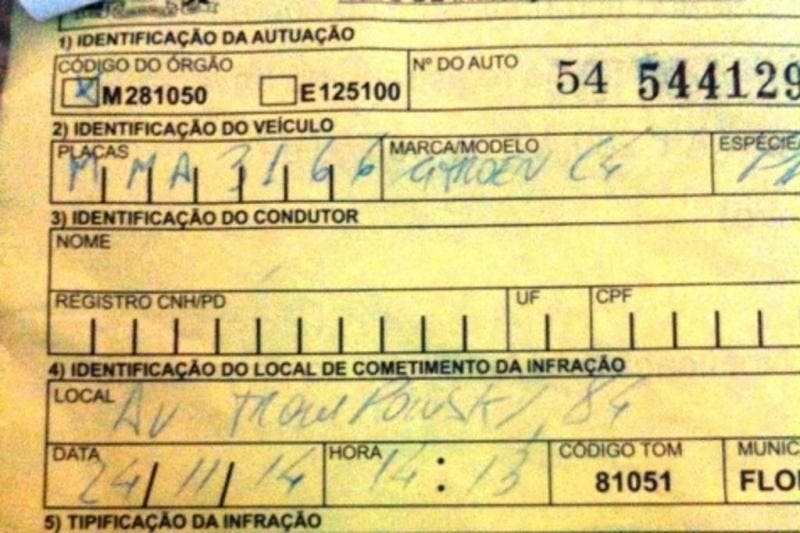 1) IDENTIFICAÇÃO DA AUTUAÇÃO
CÓDIGO DO ÓRGÃO
X M281050 E125100
Nº DO AUTO 54 544129
2) IDENTIFICAÇÃO DO VEÍCULO
PLACAS MARCA/MODELO ESPÉCIE/
MMA 3166 C4
3) IDENTIFICAÇÃO DO CONDUTOR
NOME
REGISTRO CNH/PD UF CPF
4) IDENTIFICAÇÃO DO LOCAL DE COMETIMENTO DA INFRAÇÃO
LOCAL Av Trompowski, 84
DATA HORA CÓDIGO TOM MUNIC
24/11/14 14:13 81051 FLO
5) TIPIFICAÇÃO DA INFRAÇÃO